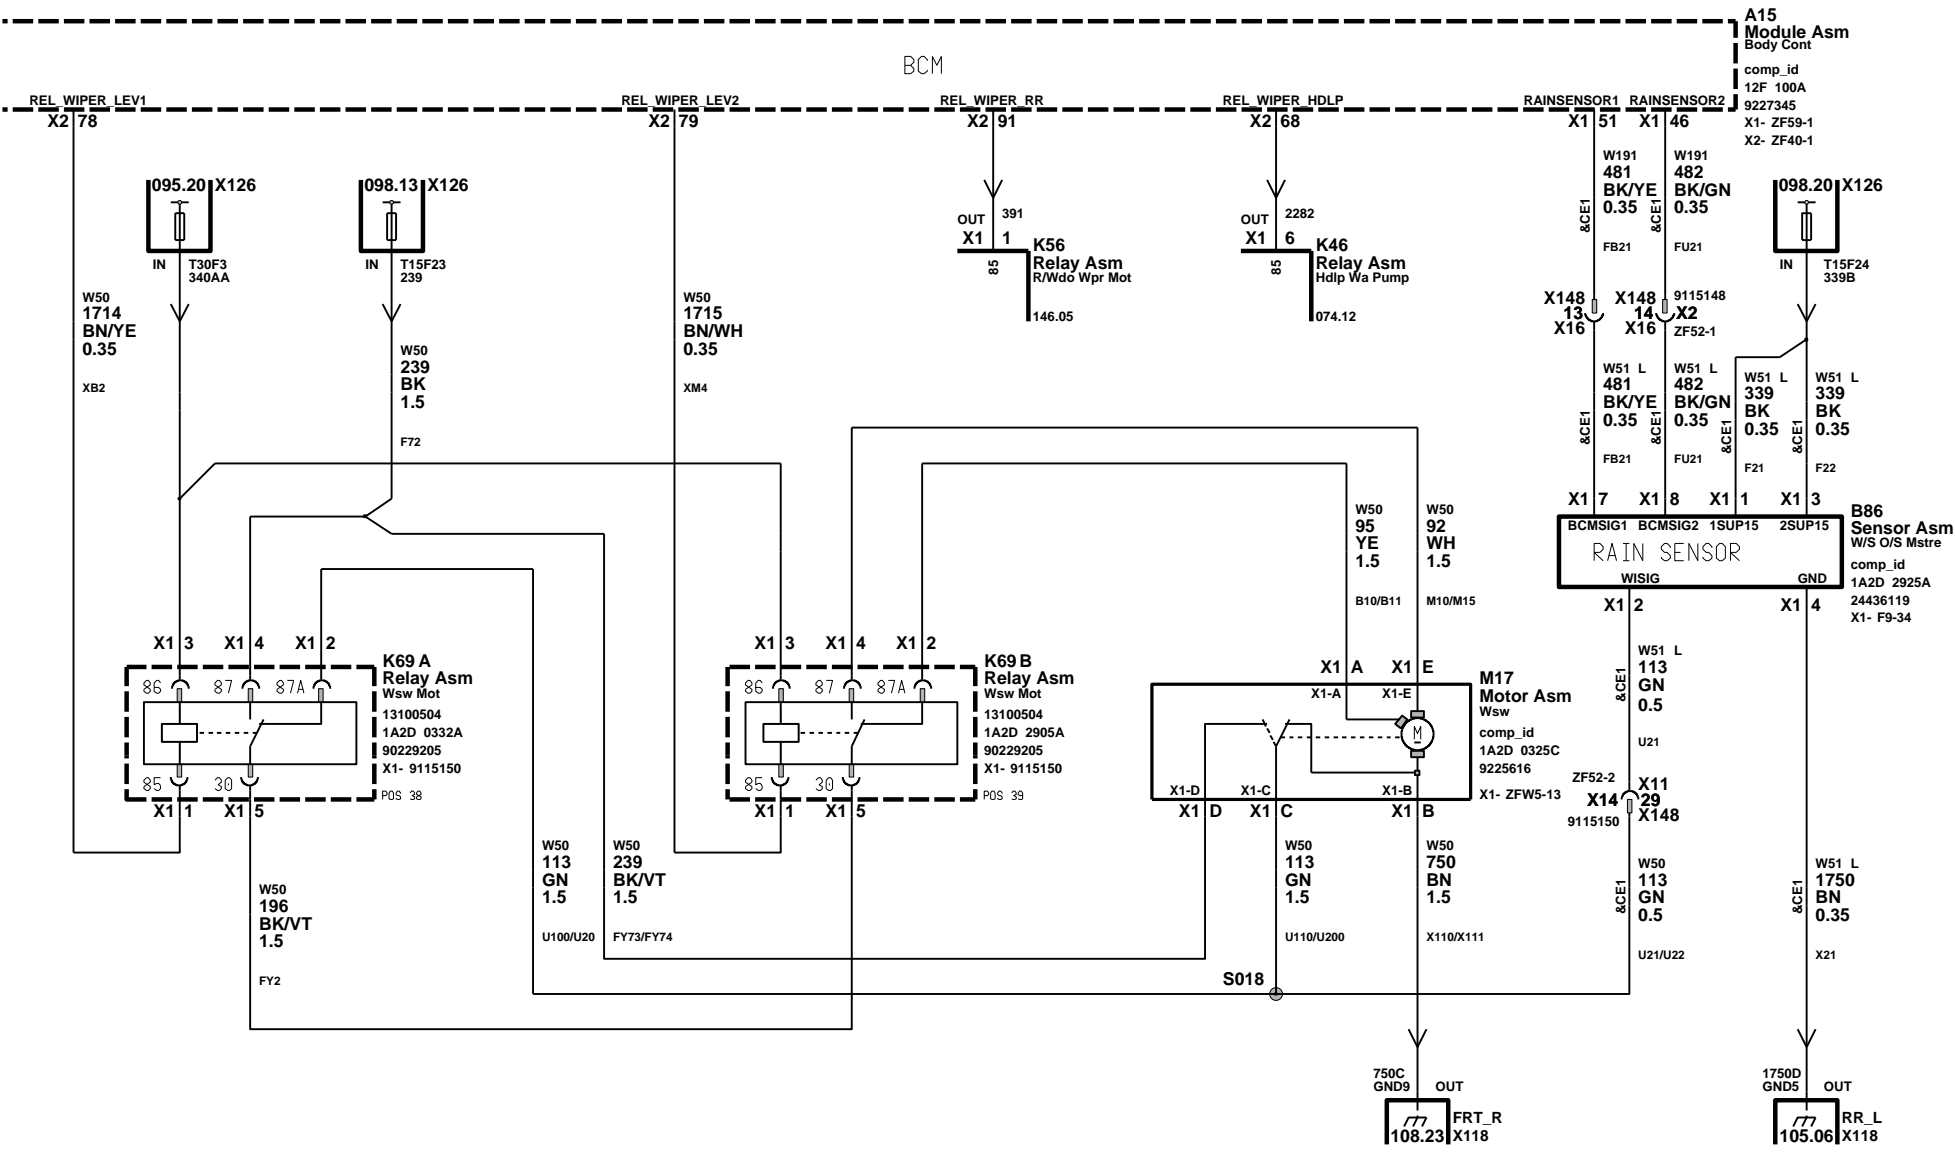 A15
Module Asm
Body Cont
comp_id
12F 100A
9227345
X1- ZF59-1
X2- ZF40-1
BCM
REL_WIPER_LEV1
REL_WIPER_LEV2
REL_WIPER_RR
REL_WIPER_HDLP
RAINSENSOR1
RAINSENSOR2
X2 78
X2 79
X2 91
X2 68
X1 51
X1 46
095.20 X126
IN T30F3
340AA
098.13 X126
IN T15F23
239
W50
1714
BN/YE
0.35
XB2
W50
239
BK
1.5
F72
W50
1715
BN/WH
0.35
XM4
OUT 391
X1 1
85
K56
Relay Asm
R/Wdo Wpr Mot
146.05
OUT 2282
X1 6
85
K46
Relay Asm
Hdlp Wa Pump
074.12
W191
481
BK/YE
0.35
&CE1
FB21
W191
482
BK/GN
0.35
&CE1
FU21
098.20 X126
IN T15F24
339B
X148
13
X16
X148
14
X16
9115148
X2
ZF52-1
W51 L
481
BK/YE
0.35
&CE1
FB21
W51 L
482
BK/GN
0.35
&CE1
FU21
W51 L
339
BK
0.35
&CE1
F21
W51 L
339
BK
0.35
&CE1
F22
X1 7
X1 8
X1 1
X1 3
BCMSIG1 BCMSIG2 1SUP15 2SUP15
RAIN SENSOR
WISIG GND
B86
Sensor Asm
W/S O/S Mstre
comp_id
1A2D 2925A
24436119
X1- F9-34
X1 2
X1 4
W50
95
YE
1.5
B10/B11
W50
92
WH
1.5
M10/M15
X1 3
X1 4
X1 2
86 87 87A
85 30
X1 1
X1 5
K69 A
Relay Asm
Wsw Mot
13100504
1A2D 0332A
90229205
X1- 9115150
POS 38
X1 3
X1 4
X1 2
86 87 87A
85 30
X1 1
X1 5
K69 B
Relay Asm
Wsw Mot
13100504
1A2D 2905A
90229205
X1- 9115150
POS 39
X1 A
X1 E
X1-A X1-E
M
X1-D X1-C X1-B
X1 D
X1 C
X1 B
M17
Motor Asm
Wsw
comp_id
1A2D 0325C
9225616
X1- ZFW5-13
W51 L
113
GN
0.5
&CE1
U21
ZF52-2
X14
9115150
X11
29
X148
W50
196
BK/VT
1.5
FY2
W50
113
GN
1.5
U100/U20
W50
239
BK/VT
1.5
FY73/FY74
W50
113
GN
1.5
U110/U200
W50
750
BN
1.5
X110/X111
W50
113
GN
0.5
&CE1
U21/U22
W51 L
1750
BN
0.35
&CE1
X21
S018
750C
GND9 OUT
FRT_R
108.23 X118
1750D
GND5 OUT
RR_L
105.06 X118